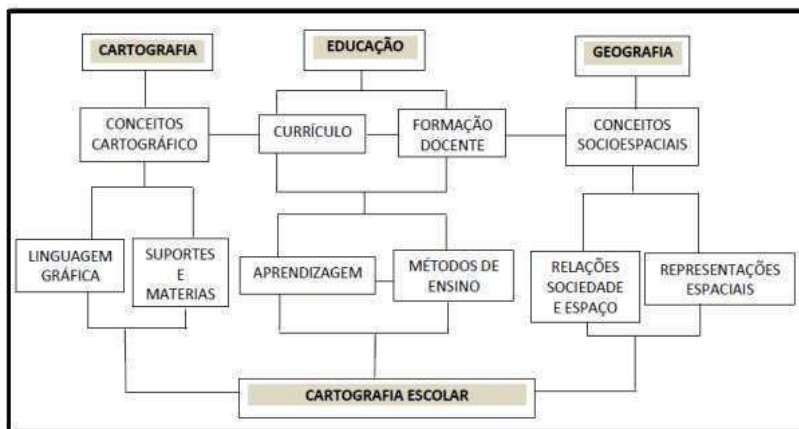 CARTOGRAFIA
EDUCAÇÃO
GEOGRAFIA
CONCEITOS
CARTOGRÁFICO
CURRÍCULO
FORMAÇÃO
DOCENTE
CONCEITOS
SOCIOESPACIAIS
LINGUAGEM
GRÁFICA
SUPORTES
E
MATERIAS
APRENDIZAGEM
MÉTODOS DE
ENSINO
RELAÇÕES
SOCIEDADE
E ESPAÇO
REPRESENTAÇÕES
ESPACIAIS
CARTOGRAFIA ESCOLAR